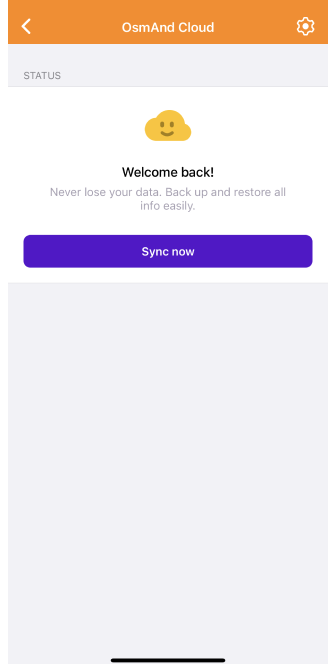 OsmAnd Cloud
STATUS
Welcome back!
Never lose your data. Back up and restore all
info easily.
Sync now